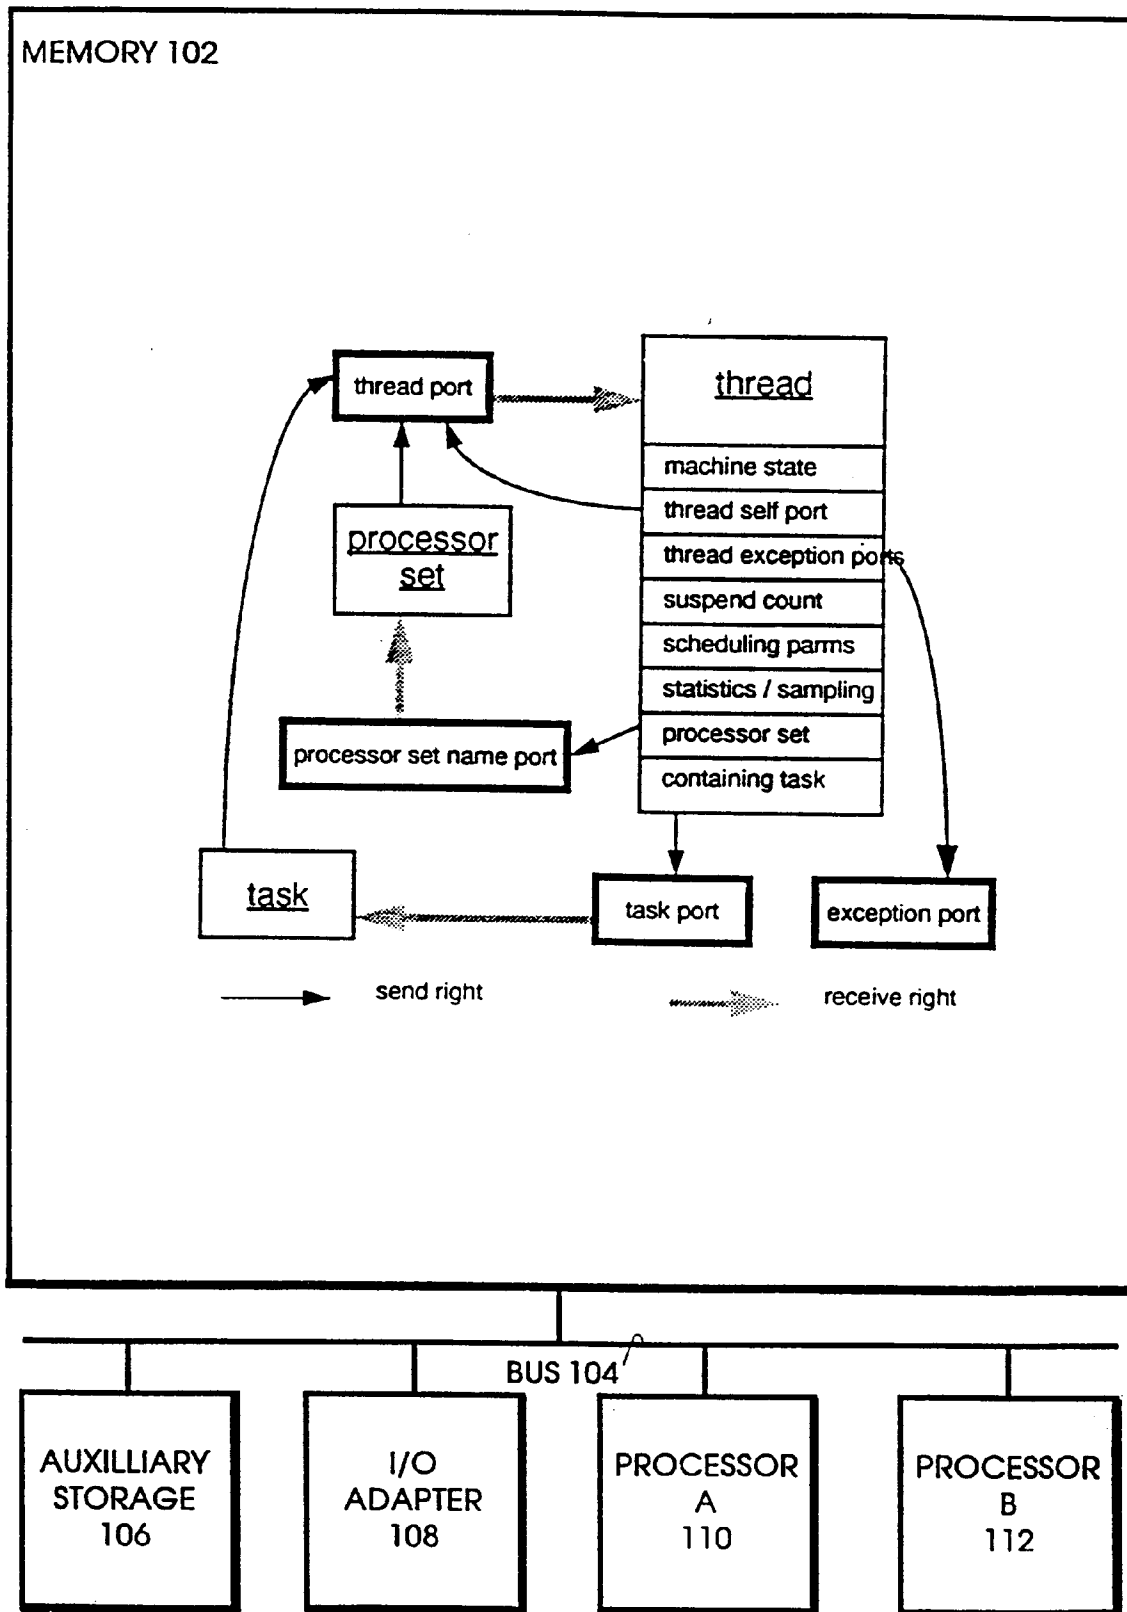 MEMORY 102
thread port
thread
machine state
thread self port
thread exception ports
suspend count
scheduling parms
statistics / sampling
processor set
containing task
processor
set
processor set name port
task
task port
exception port
send right
receive right
BUS 104
AUXILLIARY
STORAGE
106
I/O
ADAPTER
108
PROCESSOR
A
110
PROCESSOR
B
112